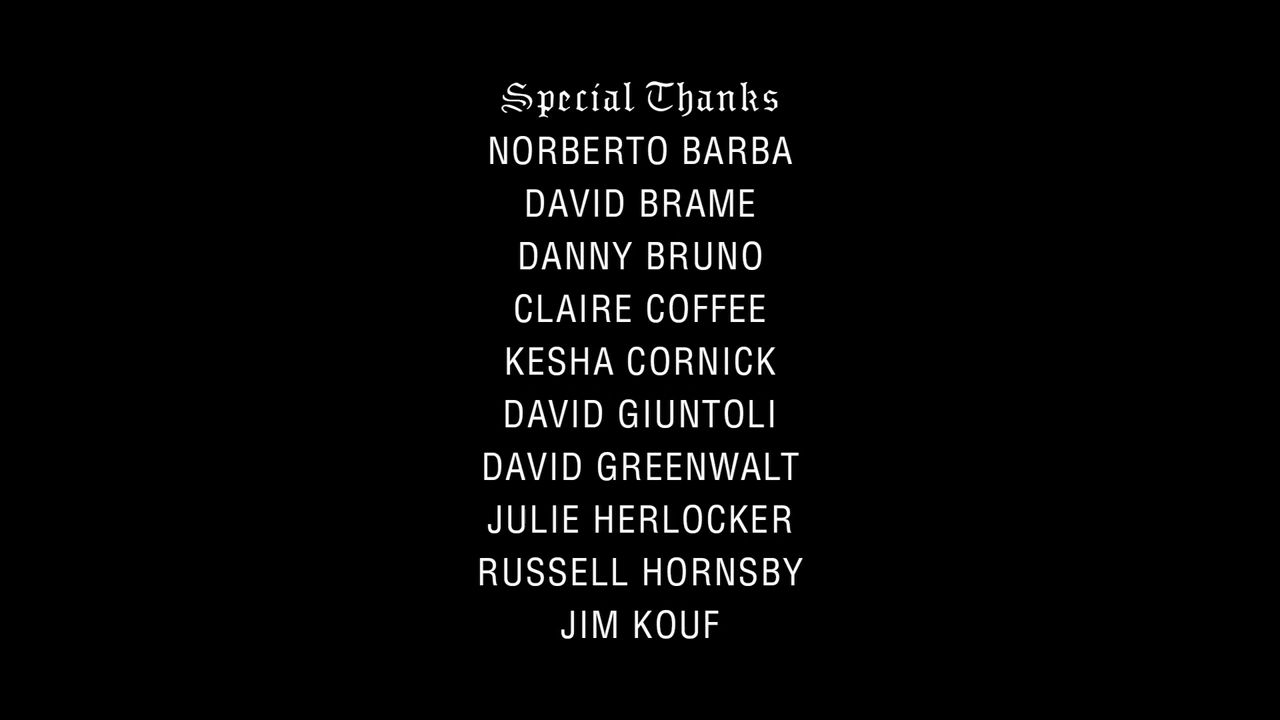 Special Thanks
NORBERTO BARBA
DAVID BRAME
DANNY BRUNO
CLAIRE COFFEE
KESHA CORNICK
DAVID GIUNTOLI
DAVID GREENWALT
JULIE HERLOCKER
RUSSELL HORNSBY
JIM KOUF